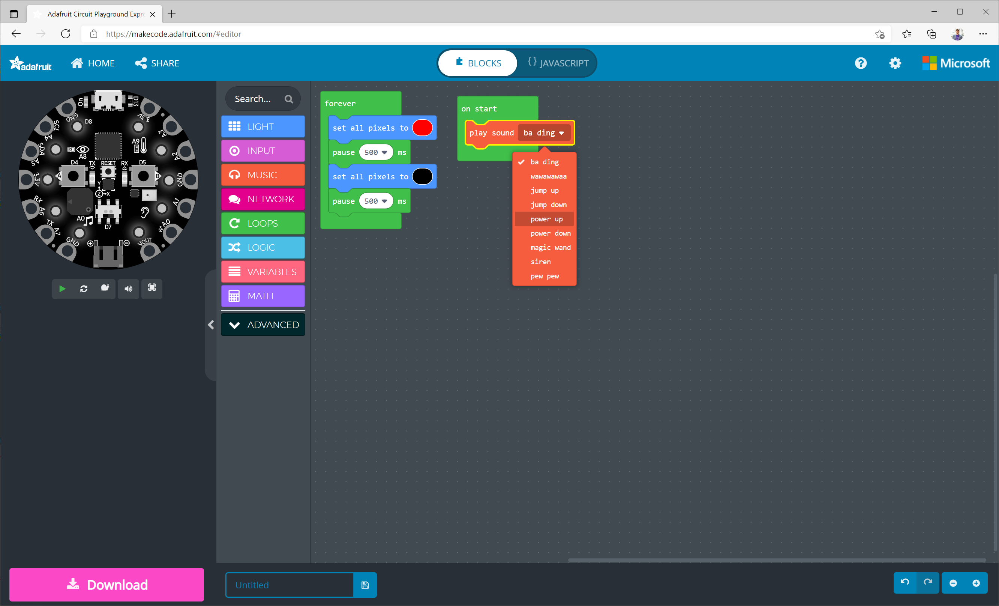 Adafruit Circuit Playground Expre
https://makecode.adafruit.com/#editor
adafruit
HOME
SHARE
BLOCKS
{} JAVASCRIPT
Microsoft
On
D13
GND
D8
3.3V
SCL
A4
A3
SDA
A5
A8
A9
A2
D4
TX
RESET
RX
D5
A
B
3.3V
GND
Y
Z
X
RX
A6
A1
A0
D7
TX
A7
A0
GND
VOUT
Search...
LIGHT
INPUT
MUSIC
NETWORK
LOOPS
LOGIC
VARIABLES
MATH
ADVANCED
forever
set all pixels to
pause 500 ms
set all pixels to
pause 500 ms
on start
play sound ba ding
ba ding
wawawawaa
jump up
jump down
power up
power down
magic wand
siren
pew pew
Download
Untitled